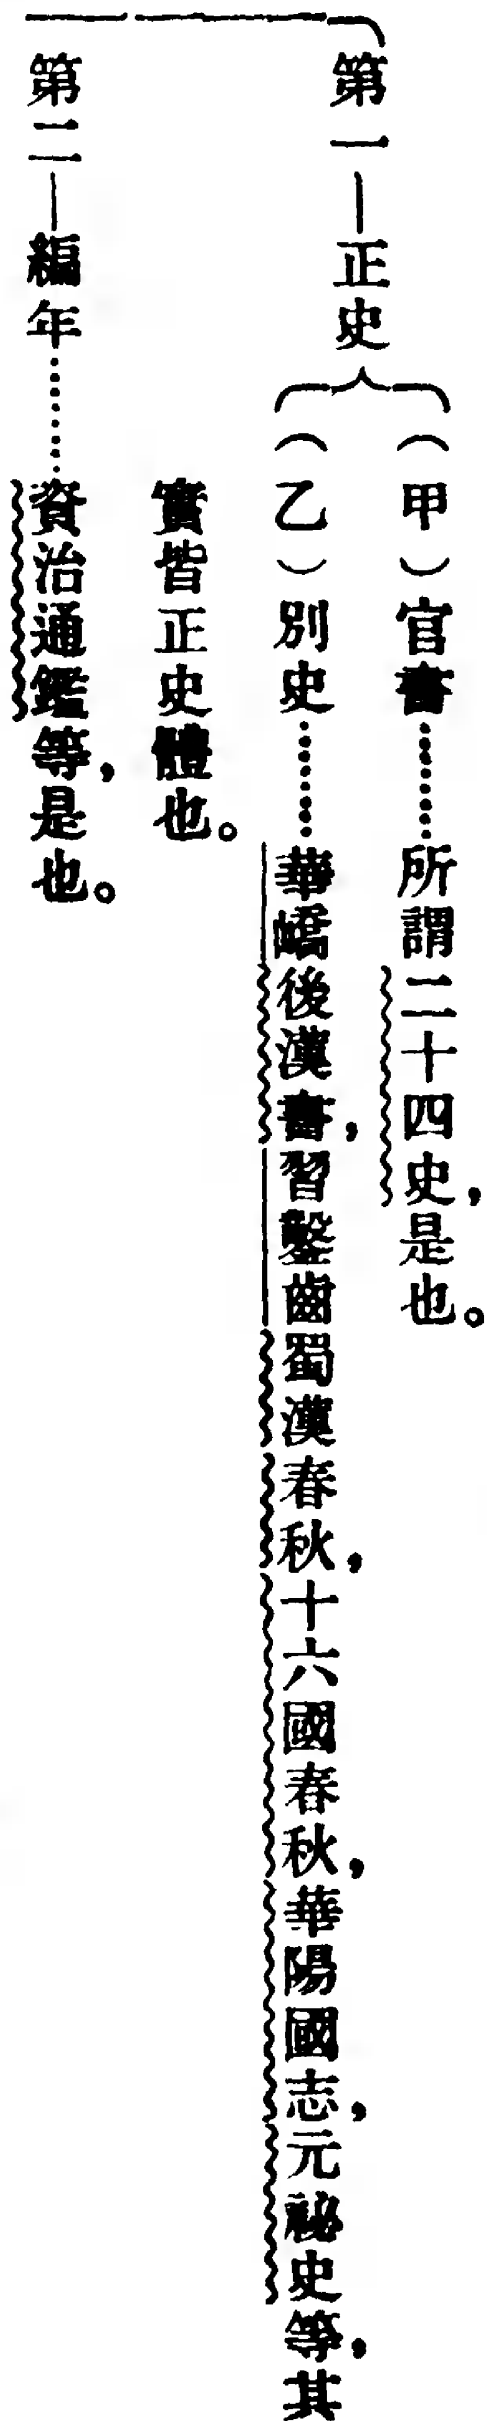 第一—正史
（甲）官書……所謂二十四史，是也。
（乙）別史……華嶠後漢書，習鑿齒蜀漢春秋，十六國春秋，華陽國志，元祕史等，其
實皆正史體也。
第二—編年……資治通鑑等，是也。